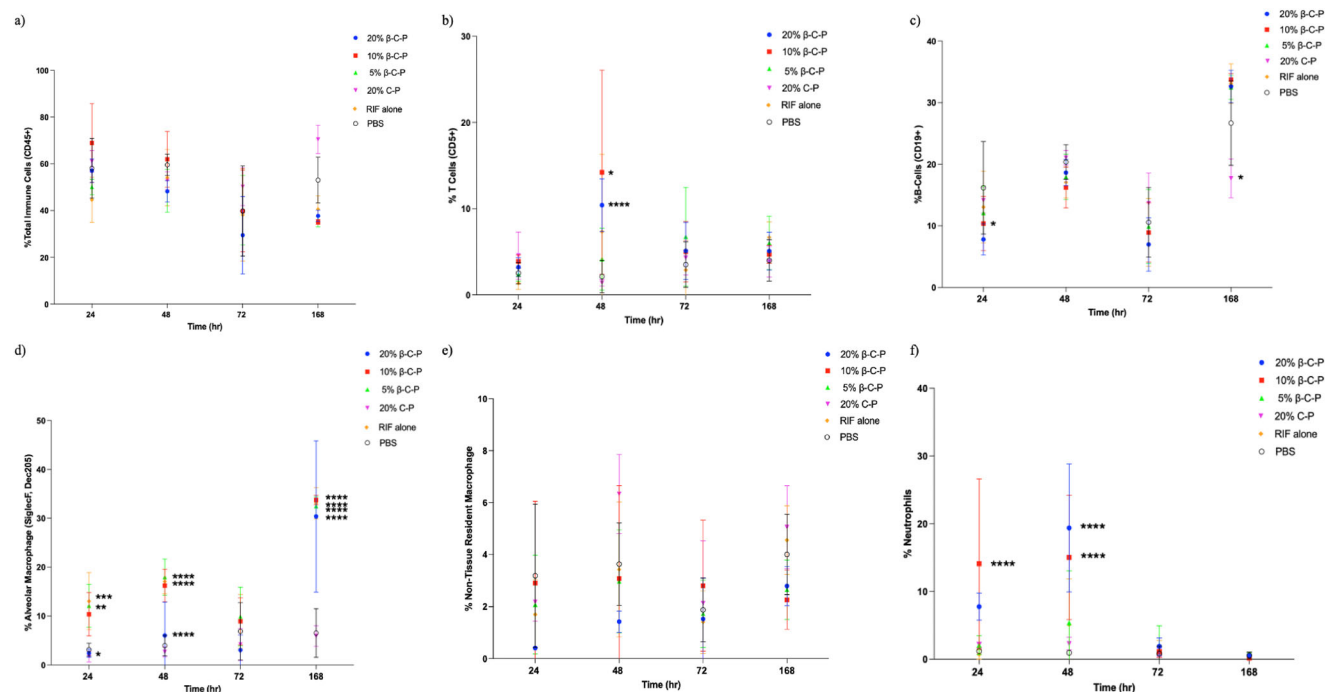 a)
20% β-C-P
10% β-C-P
5% β-C-P
20% C-P
RIF alone
PBS
%Total Immune Cells (CD45+)
100
80
60
40
20
0
24 48 72 168
Time (hr)
b)
20% β-C-P
10% β-C-P
5% β-C-P
20% C-P
RIF alone
PBS
% T Cells (CD5+)
30
25
20
15
10
5
0
*
****
24 48 72 168
Time (hr)
c)
20% β-C-P
10% β-C-P
5% β-C-P
20% C-P
RIF alone
PBS
%B-Cells (CD19+ )
40
30
20
10
0
*
*
24 48 72 168
Time (hr)
d)
20% β-C-P
10% β-C-P
5% β-C-P
20% C-P
RIF alone
PBS
% Alveolar Macrophage (SiglecF, Dec205)
50
40
30
20
10
0
***
**
*
****
****
****
****
****
****
****
24 48 72 168
Time (hr)
e)
20% β-C-P
10% β-C-P
5% β-C-P
20% C-P
RIF alone
PBS
% Non-Tissue Resident Macrophage
10
8
6
4
2
0
24 48 72 168
Time (hr)
f)
20% β-C-P
10% β-C-P
5% β-C-P
20% C-P
RIF alone
PBS
% Neutrophils
40
30
20
10
0
****
****
****
24 48 72 168
Time (hr)